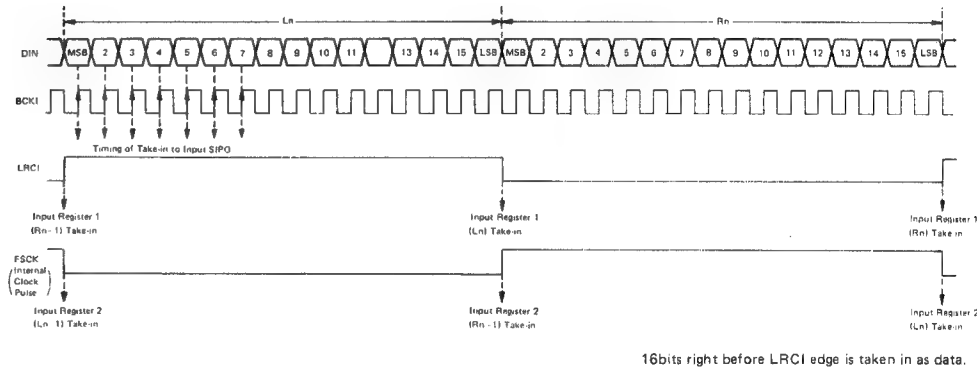 Ln Rn
DIN MSB 2 3 4 5 6 7 8 9 10 11 13 14 15 LSB MSB 2 3 4 5 6 7 8 9 10 11 12 13 14 15 LSB
BCKI
Timing of Take-in to Input SIPO
LRCI
Input Register 1 Input Register 1 Input Register 1
(Rn-1) Take-in (Ln) Take-in (Rn) Take-in
FSCK
(Internal
Clock
Pulse)
Input Register 2 Input Register 2 Input Register 2
(Ln 1) Take-in (Rn-1) Take-in (Ln) Take-in
16bits right before LRCI edge is taken in as data.